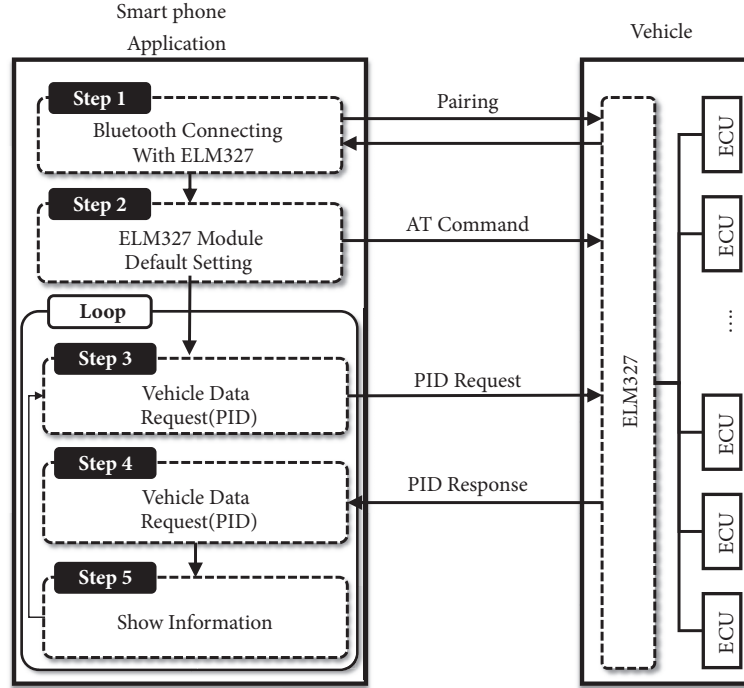 Smart phone
Application
Vehicle
Step 1
Bluetooth Connecting
With ELM327
Pairing
Step 2
ELM327 Module
Default Setting
AT Command
Loop
Step 3
Vehicle Data
Request(PID)
PID Request
Step 4
Vehicle Data
Request(PID)
PID Response
Step 5
Show Information
ELM327
ECU
ECU
....
ECU
ECU
ECU